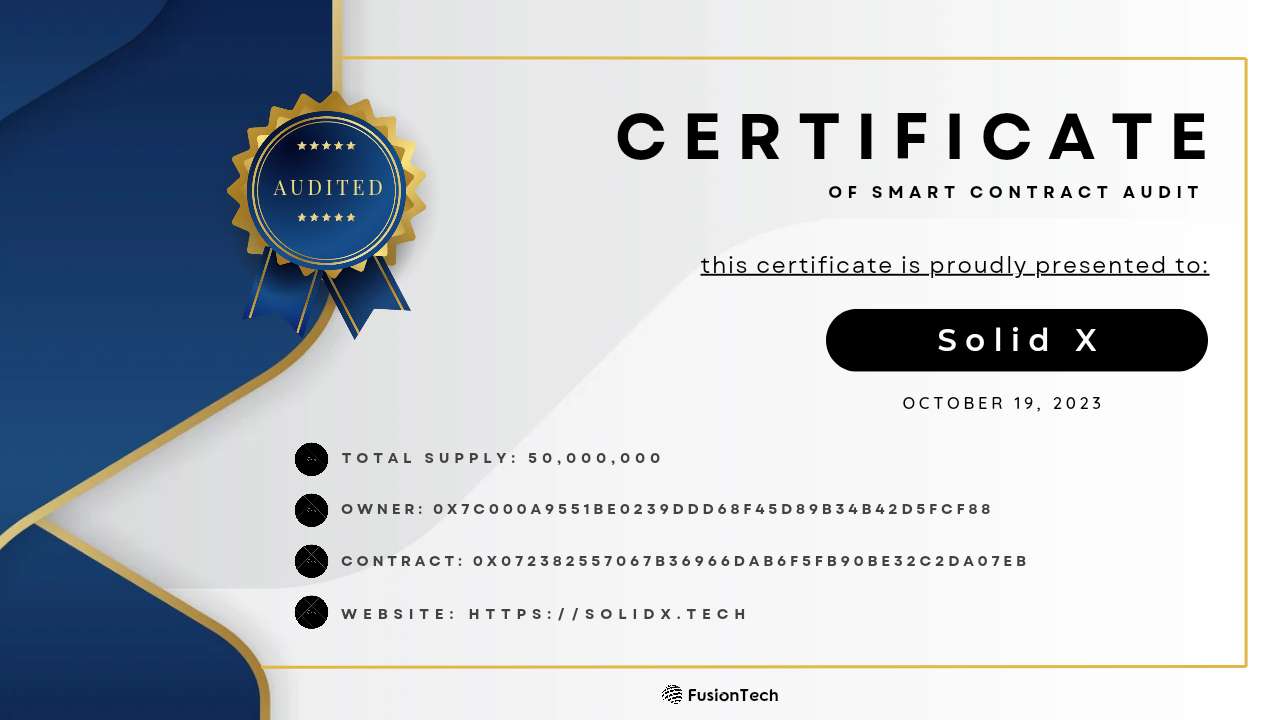 CERTIFICATE
OF SMART CONTRACT AUDIT
AUDITED
this certificate is proudly presented to:
Solid X
OCTOBER 19, 2023
TOTAL SUPPLY: 50,000,000
OWNER: 0X7C000A9551BE0239DDD68F45D89B34B42D5FCF88
CONTRACT: 0X072382557067B36966DAB6F5FB90BE32C2DA07EB
WEBSITE: HTTPS://SOLIDX.TECH
FusionTech